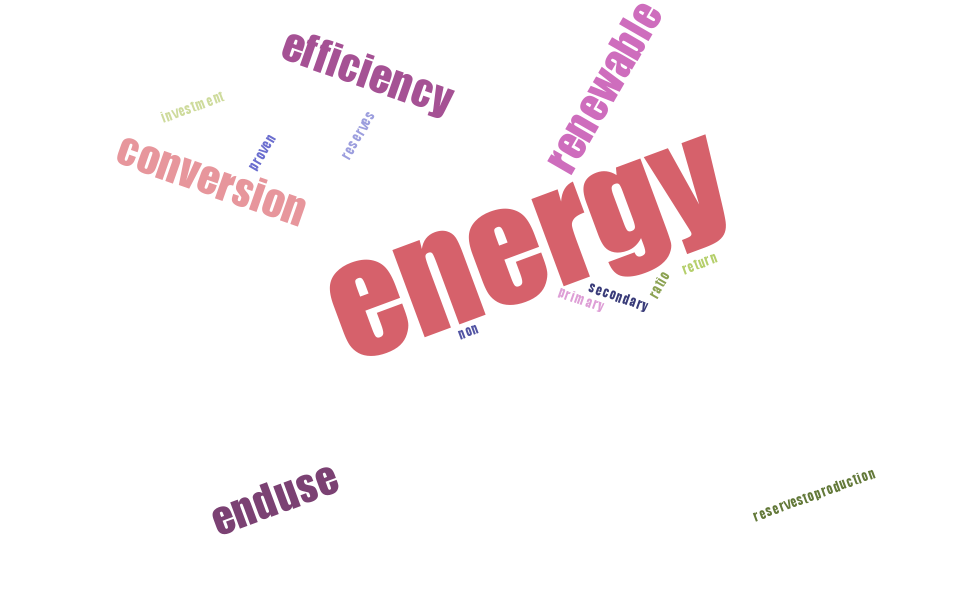 renewable
efficiency
investment
reserves
proven
conversion
energy
return
ratio
secondary
primary
non
enduse
reservestoproduction